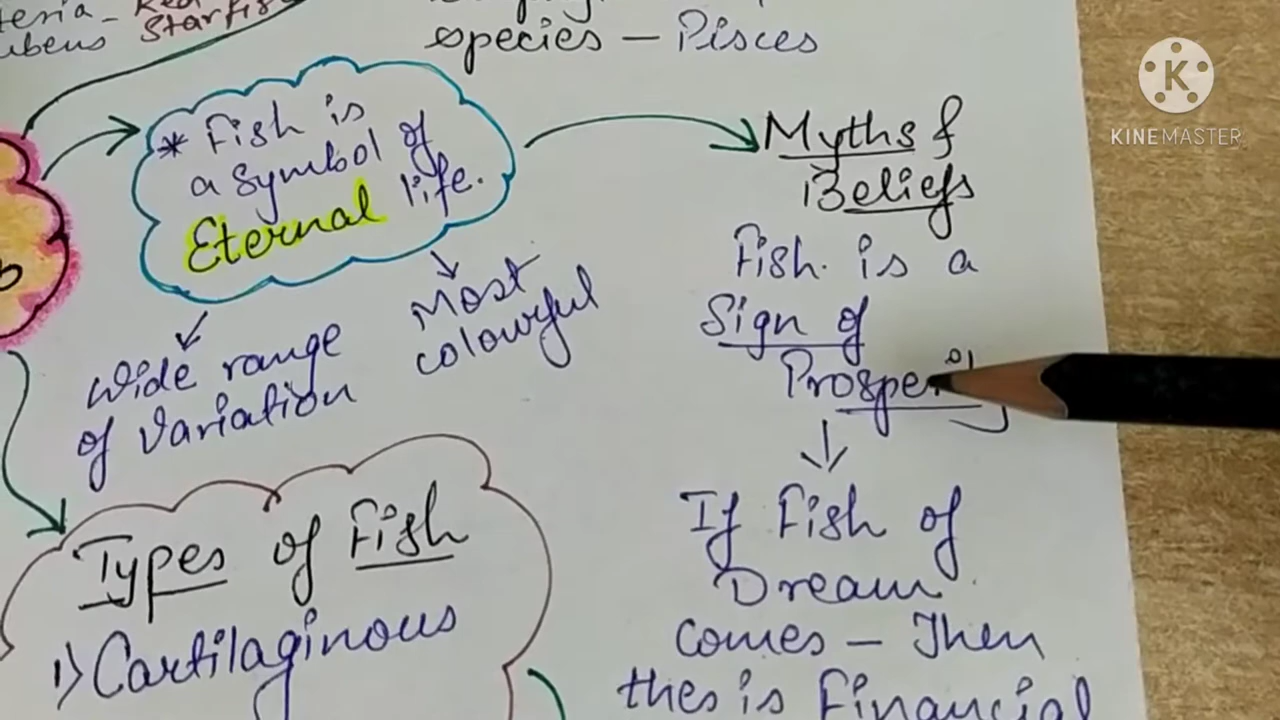 Starfish
species – Pisces
* Fish is
a symbol of
Eternal life.
Wide range
of variation
Most
colourful
Myths &
Beliefs
Fish is a
Sign of
If Fish of
Dream
comes – Then
thes is Financial
Types of Fish
1) Cartilaginous
KINEMASTER